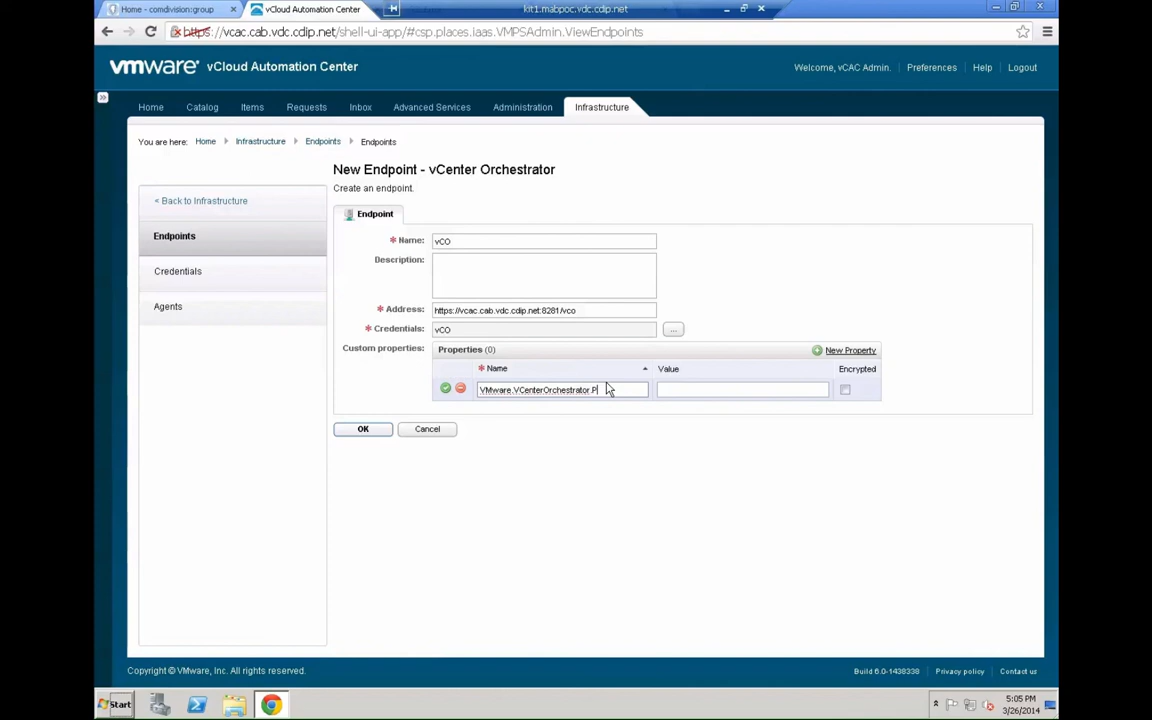 Home - comdivision:group
vCloud Automation Center
kit1.mabpoc.vdc.cdip.net
https://vcac.cab.vdc.cdip.net/shell-ui-app/#csp.places.iaas.VMPSAdmin.ViewEndpoints
vmware vCloud Automation Center
Welcome, vCAC Admin. Preferences Help Logout
Home Catalog Items Requests Inbox Advanced Services Administration Infrastructure
You are here: Home Infrastructure Endpoints Endpoints
New Endpoint - vCenter Orchestrator
Create an endpoint.
< Back to Infrastructure
Endpoints
Credentials
Agents
Endpoint
* Name: vCO
Description:
* Address: https://vcac.cab.vdc.cdip.net:8281/vco
* Credentials: vCO ...
Custom properties: Properties (0) New Property
* Name Value Encrypted
VMware.VCenterOrchestrator.P
OK Cancel
Copyright © VMware, Inc. All rights reserved.
Build 6.0-1438338 Privacy policy Contact us
Start
5:05 PM
3/26/2014